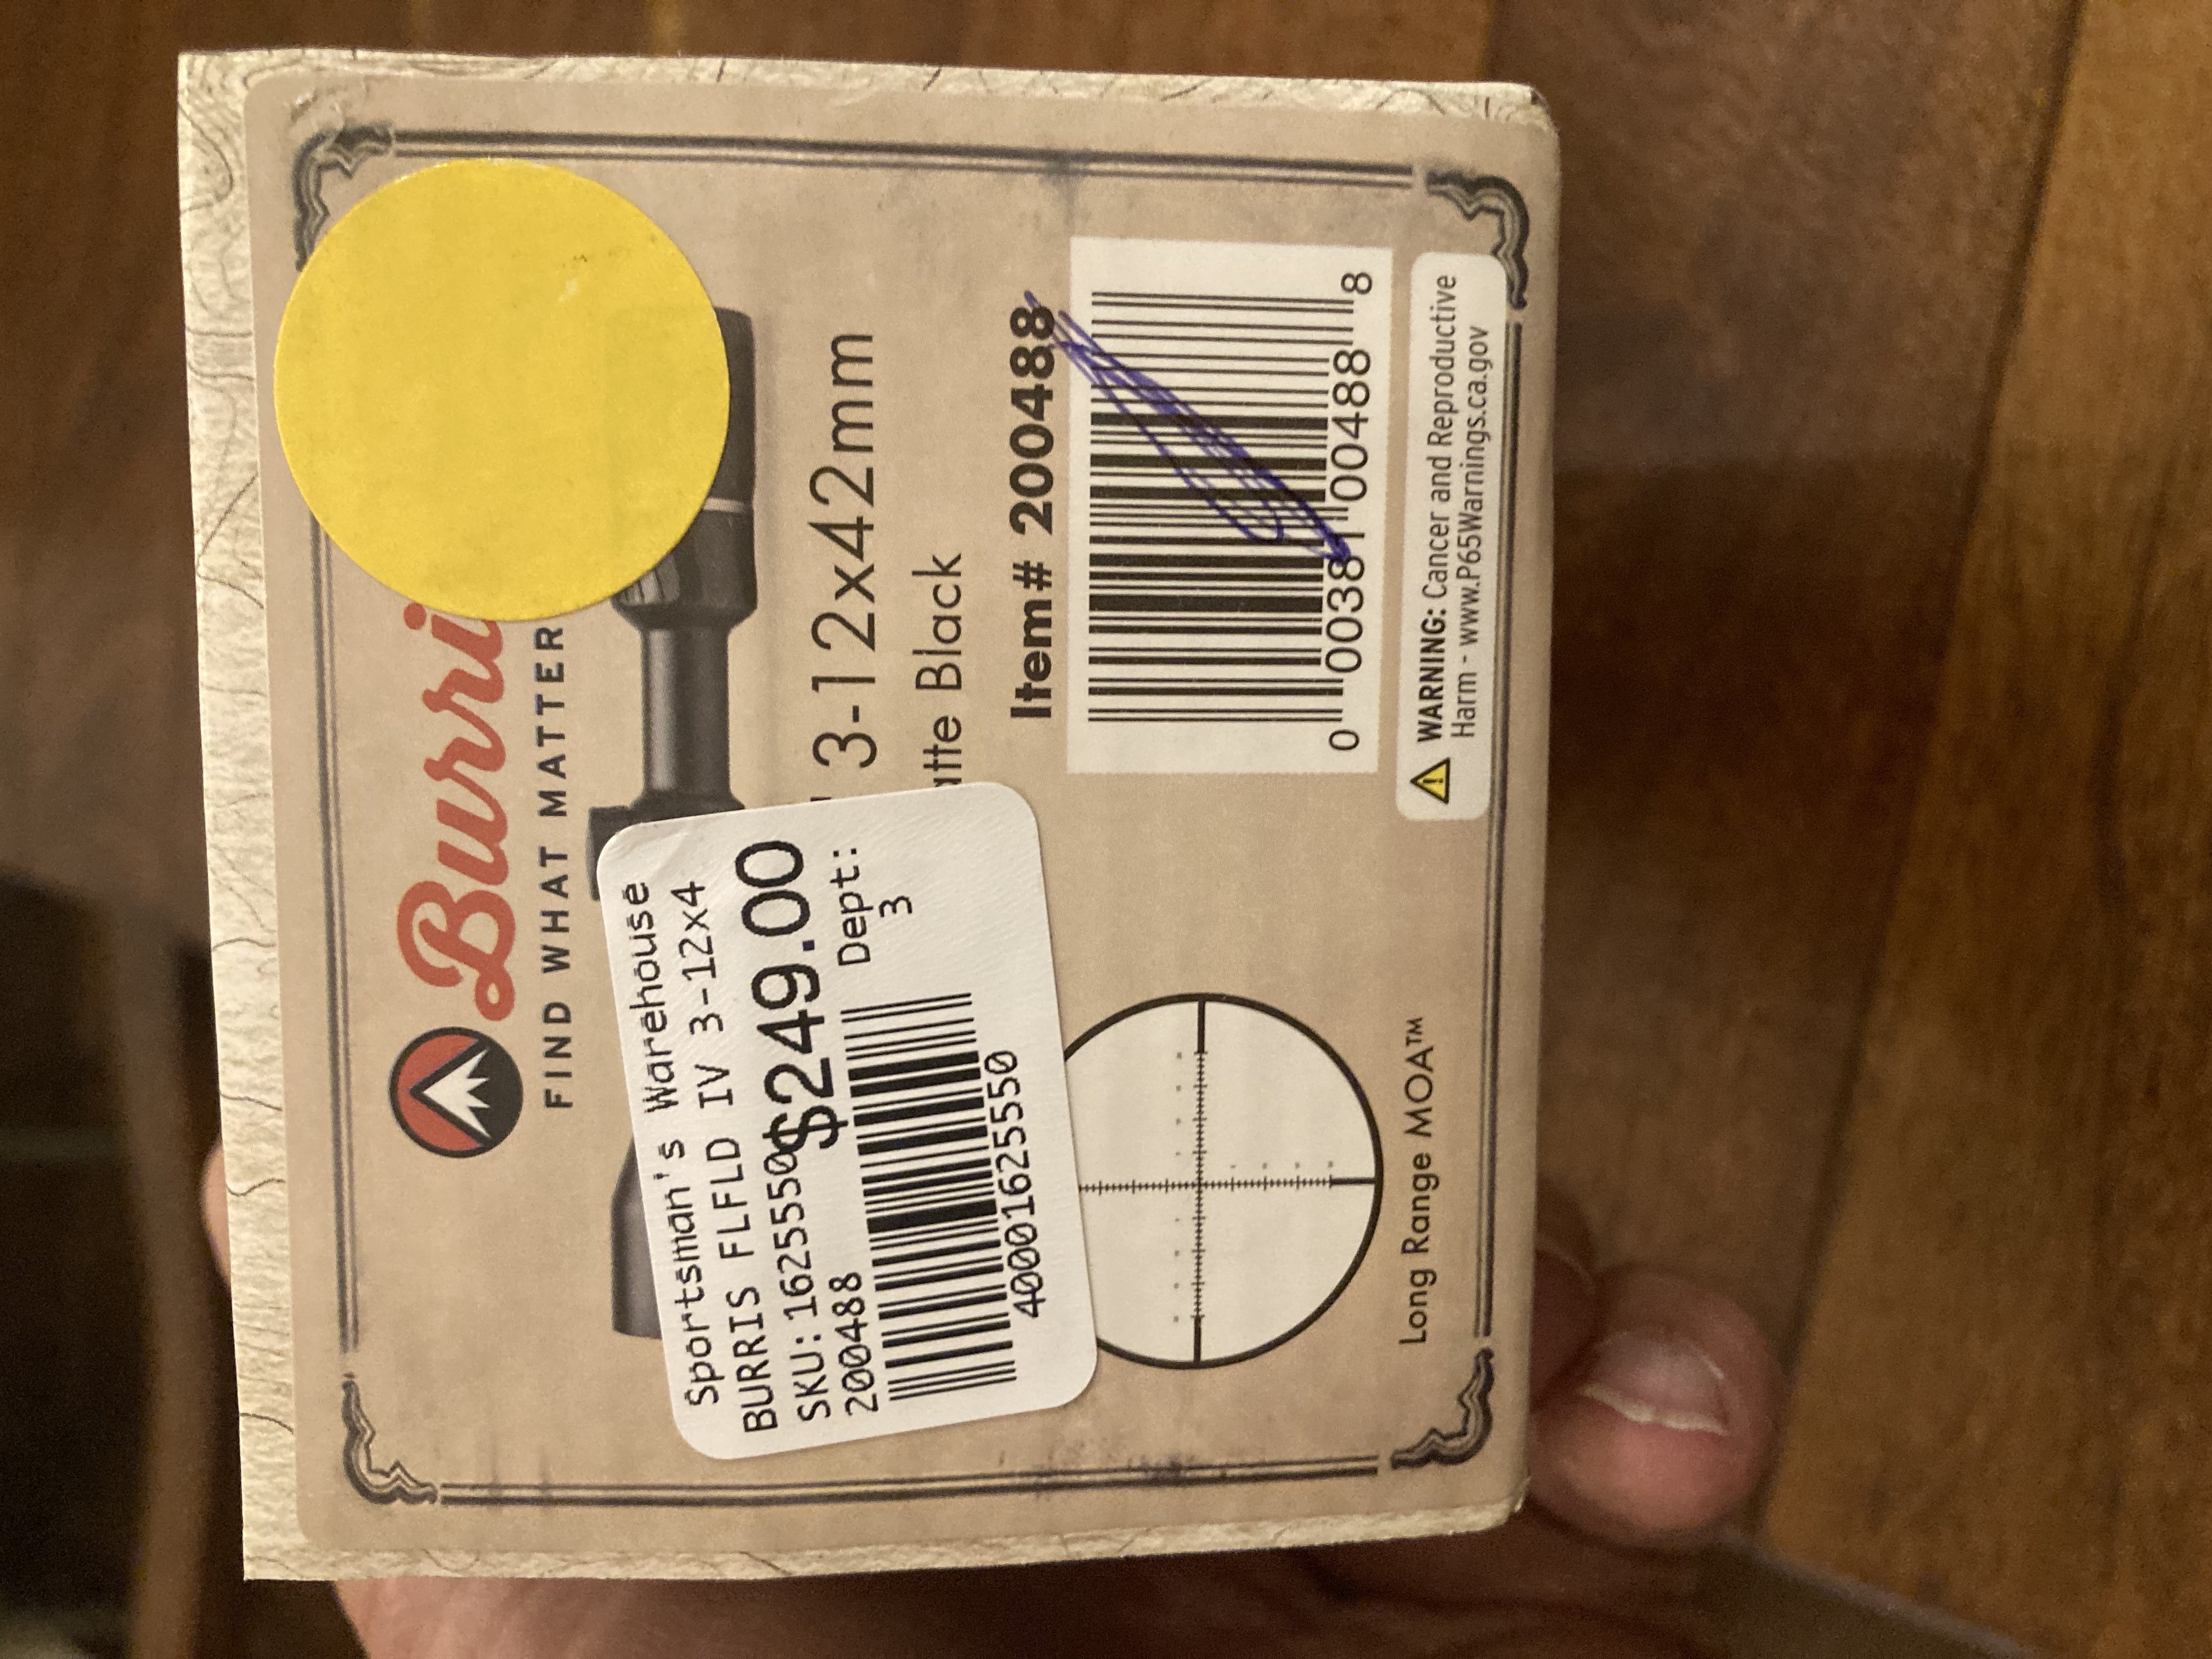 Burri
FIND WHAT MATTER
3-12x42mm
atte Black
Item# 200488
0 00381 00488 8
WARNING: Cancer and Reproductive
Harm - www.P65Warnings.ca.gov
Sportsman's Warehouse
BURRIS FLFLD IV 3-12x4
SKU:1625550 $249.00
200488 Dept:
3
400016255550
Long Range MOA™